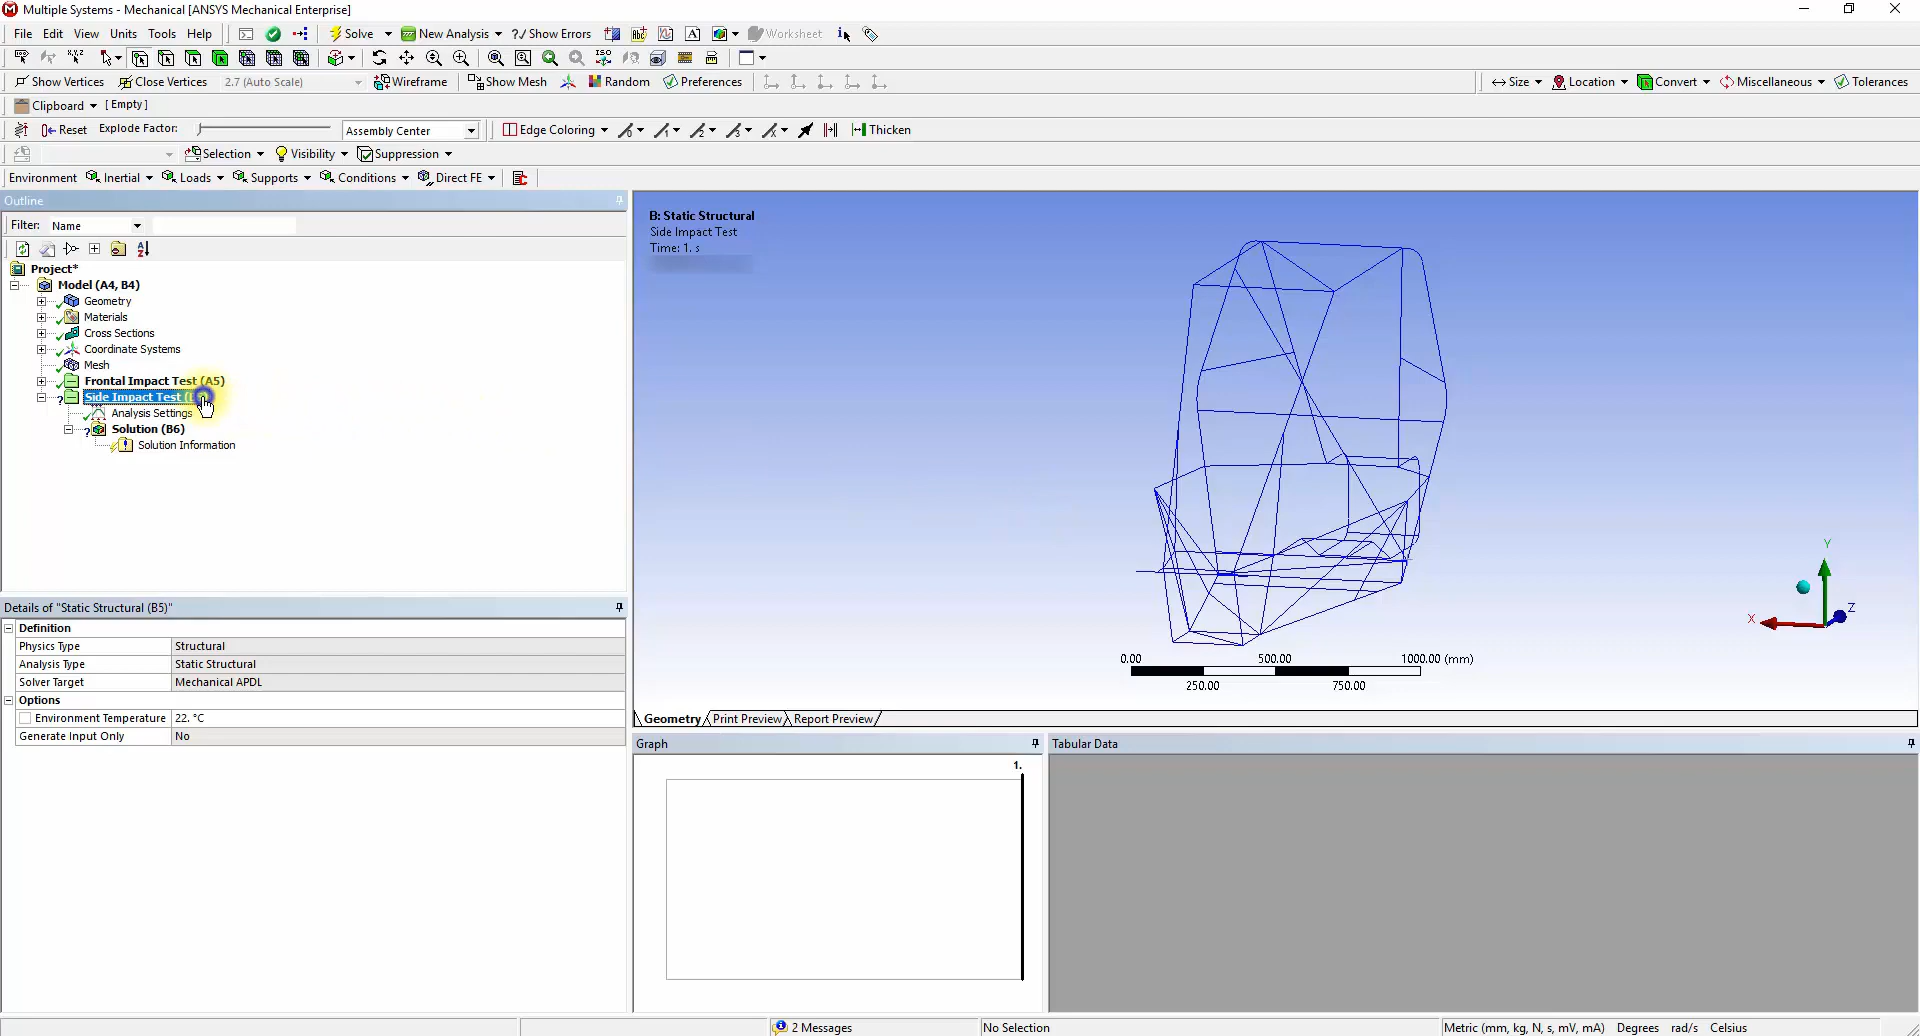 Multiple Systems - Mechanical [ANSYS Mechanical Enterprise]
File Edit View Units Tools Help Solve New Analysis ?/ Show Errors Worksheet
Show Vertices Close Vertices 2.7 (Auto Scale) Wireframe Show Mesh Random Preferences Size Location Convert Miscellaneous Tolerances
Clipboard [ Empty ]
Reset Explode Factor: Assembly Center Edge Coloring Thicken
Selection Visibility Suppression
Environment Inertial Loads Supports Conditions Direct FE
Outline
Filter: Name
Project*
Model (A4, B4)
Geometry
Materials
Cross Sections
Coordinate Systems
Mesh
Frontal Impact Test (A5)
Side Impact Test
Analysis Settings
Solution (B6)
Solution Information
Details of "Static Structural (B5)"
Definition
Physics Type Structural
Analysis Type Static Structural
Solver Target Mechanical APDL
Options
Environment Temperature 22. °C
Generate Input Only No
B: Static Structural
Side Impact Test
Time: 1. s
Y
Z
X
0.00 500.00 1000.00 (mm)
250.00 750.00
Geometry Print Preview Report Preview
Graph
1.
Tabular Data
2 Messages No Selection Metric (mm, kg, N, s, mV, mA) Degrees rad/s Celsius